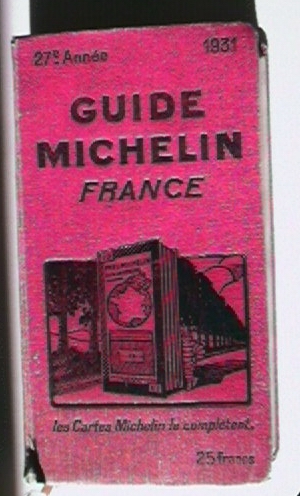 27e Année 1931
GUIDE
MICHELIN
FRANCE
les Cartes Michelin le complètent.
25 francs